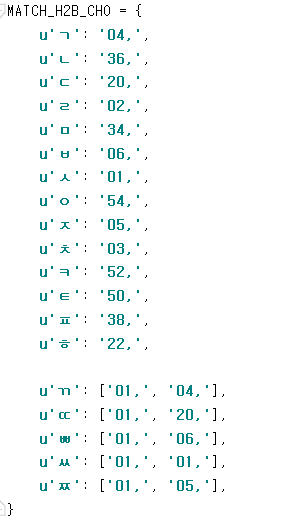 MATCH_H2B_CHO = {
u'ㄱ': '04,',
u'ㄴ': '36,',
u'ㄷ': '20,',
u'ㄹ': '02,',
u'ㅁ': '34,',
u'ㅂ': '06,',
u'ㅅ': '01,',
u'ㅇ': '54,',
u'ㅈ': '05,',
u'ㅊ': '03,',
u'ㅋ': '52,',
u'ㅌ': '50,',
u'ㅍ': '38,',
u'ㅎ': '22,',
u'ㄲ': ['01,', '04,'],
u'ㄸ': ['01,', '20,'],
u'ㅃ': ['01,', '06,'],
u'ㅆ': ['01,', '01,'],
u'ㅉ': ['01,', '05,'],
}